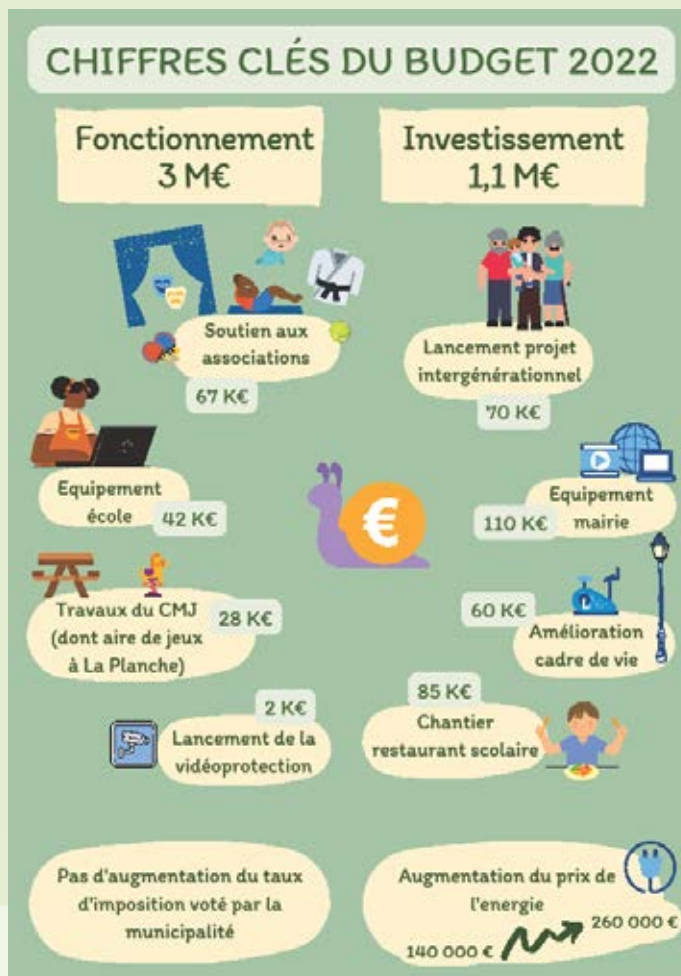 CHIFFRES CLÉS DU BUDGET 2022
Fonctionnement
3 M€
Investissement
1,1 M€
Soutien aux
associations
67 K€
Lancement projet
intergénérationnel
70 K€
Equipement
école
42 K€
€
Equipement
mairie
110 K€
Travaux du CMJ
(dont aire de jeux
à La Planche)
28 K€
60 K€
Amélioration
cadre de vie
2 K€
Lancement de la
vidéoprotection
85 K€
Chantier
restaurant scolaire
Pas d'augmentation du taux
d'imposition voté par la
municipalité
Augmentation du prix de
l'energie
140 000 €
260 000 €